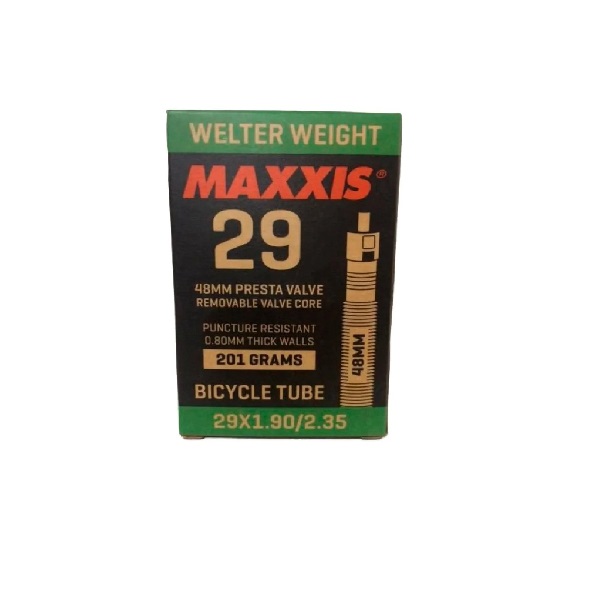 WELTER WEIGHT
MAXXIS®
29
48MM PRESTA VALVE
REMOVABLE VALVE CORE
PUNCTURE RESISTANT
0.80MM THICK WALLS
201 GRAMS
48MM
BICYCLE TUBE
29X1.90/2.35